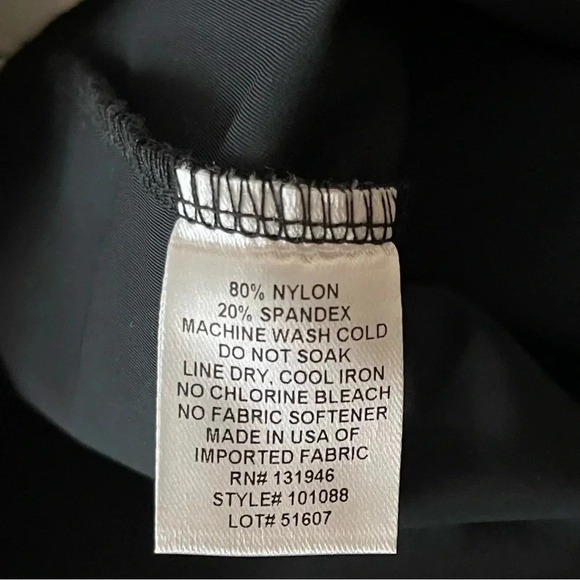 80% NYLON
20% SPANDEX
MACHINE WASH COLD
DO NOT SOAK
LINE DRY, COOL IRON
NO CHLORINE BLEACH
NO FABRIC SOFTENER
MADE IN USA OF
IMPORTED FABRIC
RN# 131946
STYLE# 101088
LOT# 51607